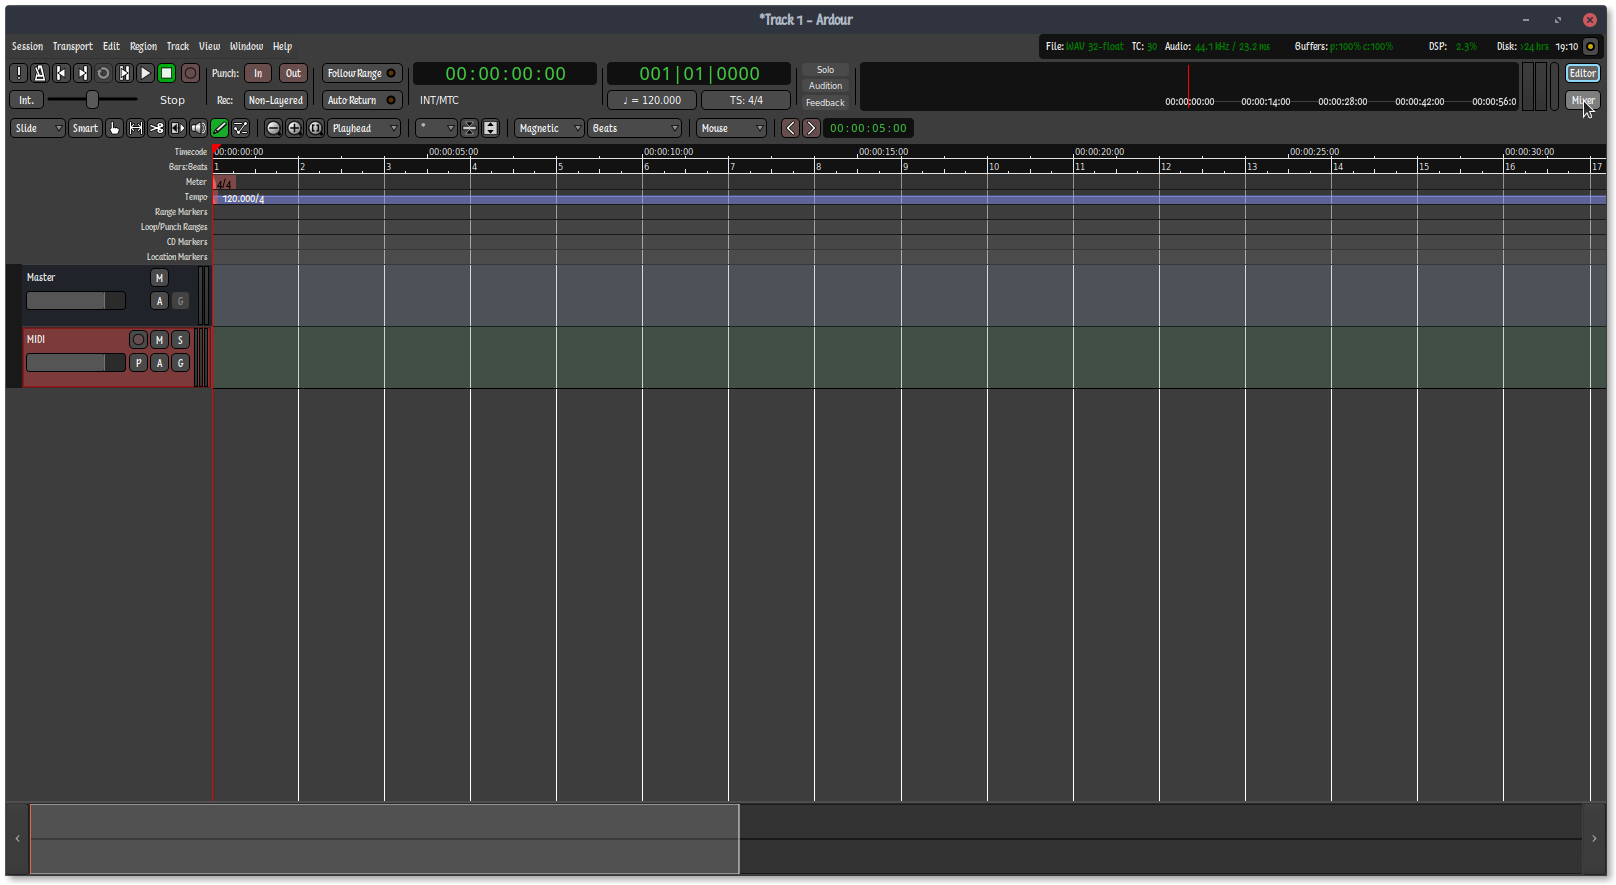 *Track 1 - Ardour
Session Transport Edit Region Track View Window Help
File: WAV 32-float TC: 30 Audio: 44.1 kHz / 23.2 ms Buffers: p:100% c:100% DSP: 2.3% Disk: >24 hrs 19:10
Punch: In Out Follow Range 00:00:00:00 001|01|0000 Solo Editor
Audition
Int. Stop Rec: Non-Layered Auto Return INT/MTC ♩ = 120.000 TS: 4/4 Feedback 00:00:00:00 00:00:14:00 00:00:28:00 00:00:42:00 00:00:56:0 Mixer
Slide Smart Playhead * Magnetic Beats Mouse 00:00:05:00
Timecode 00:00:00:00 00:00:05:00 00:00:10:00 00:00:15:00 00:00:20:00 00:00:25:00 00:00:30:00
Bars:Beats 1 2 3 4 5 6 7 8 9 10 11 12 13 14 15 16 17
Meter 4/4
Tempo 120.000/4
Range Markers
Loop/Punch Ranges
CD Markers
Location Markers
Master M
A G
MIDI M S
P A G